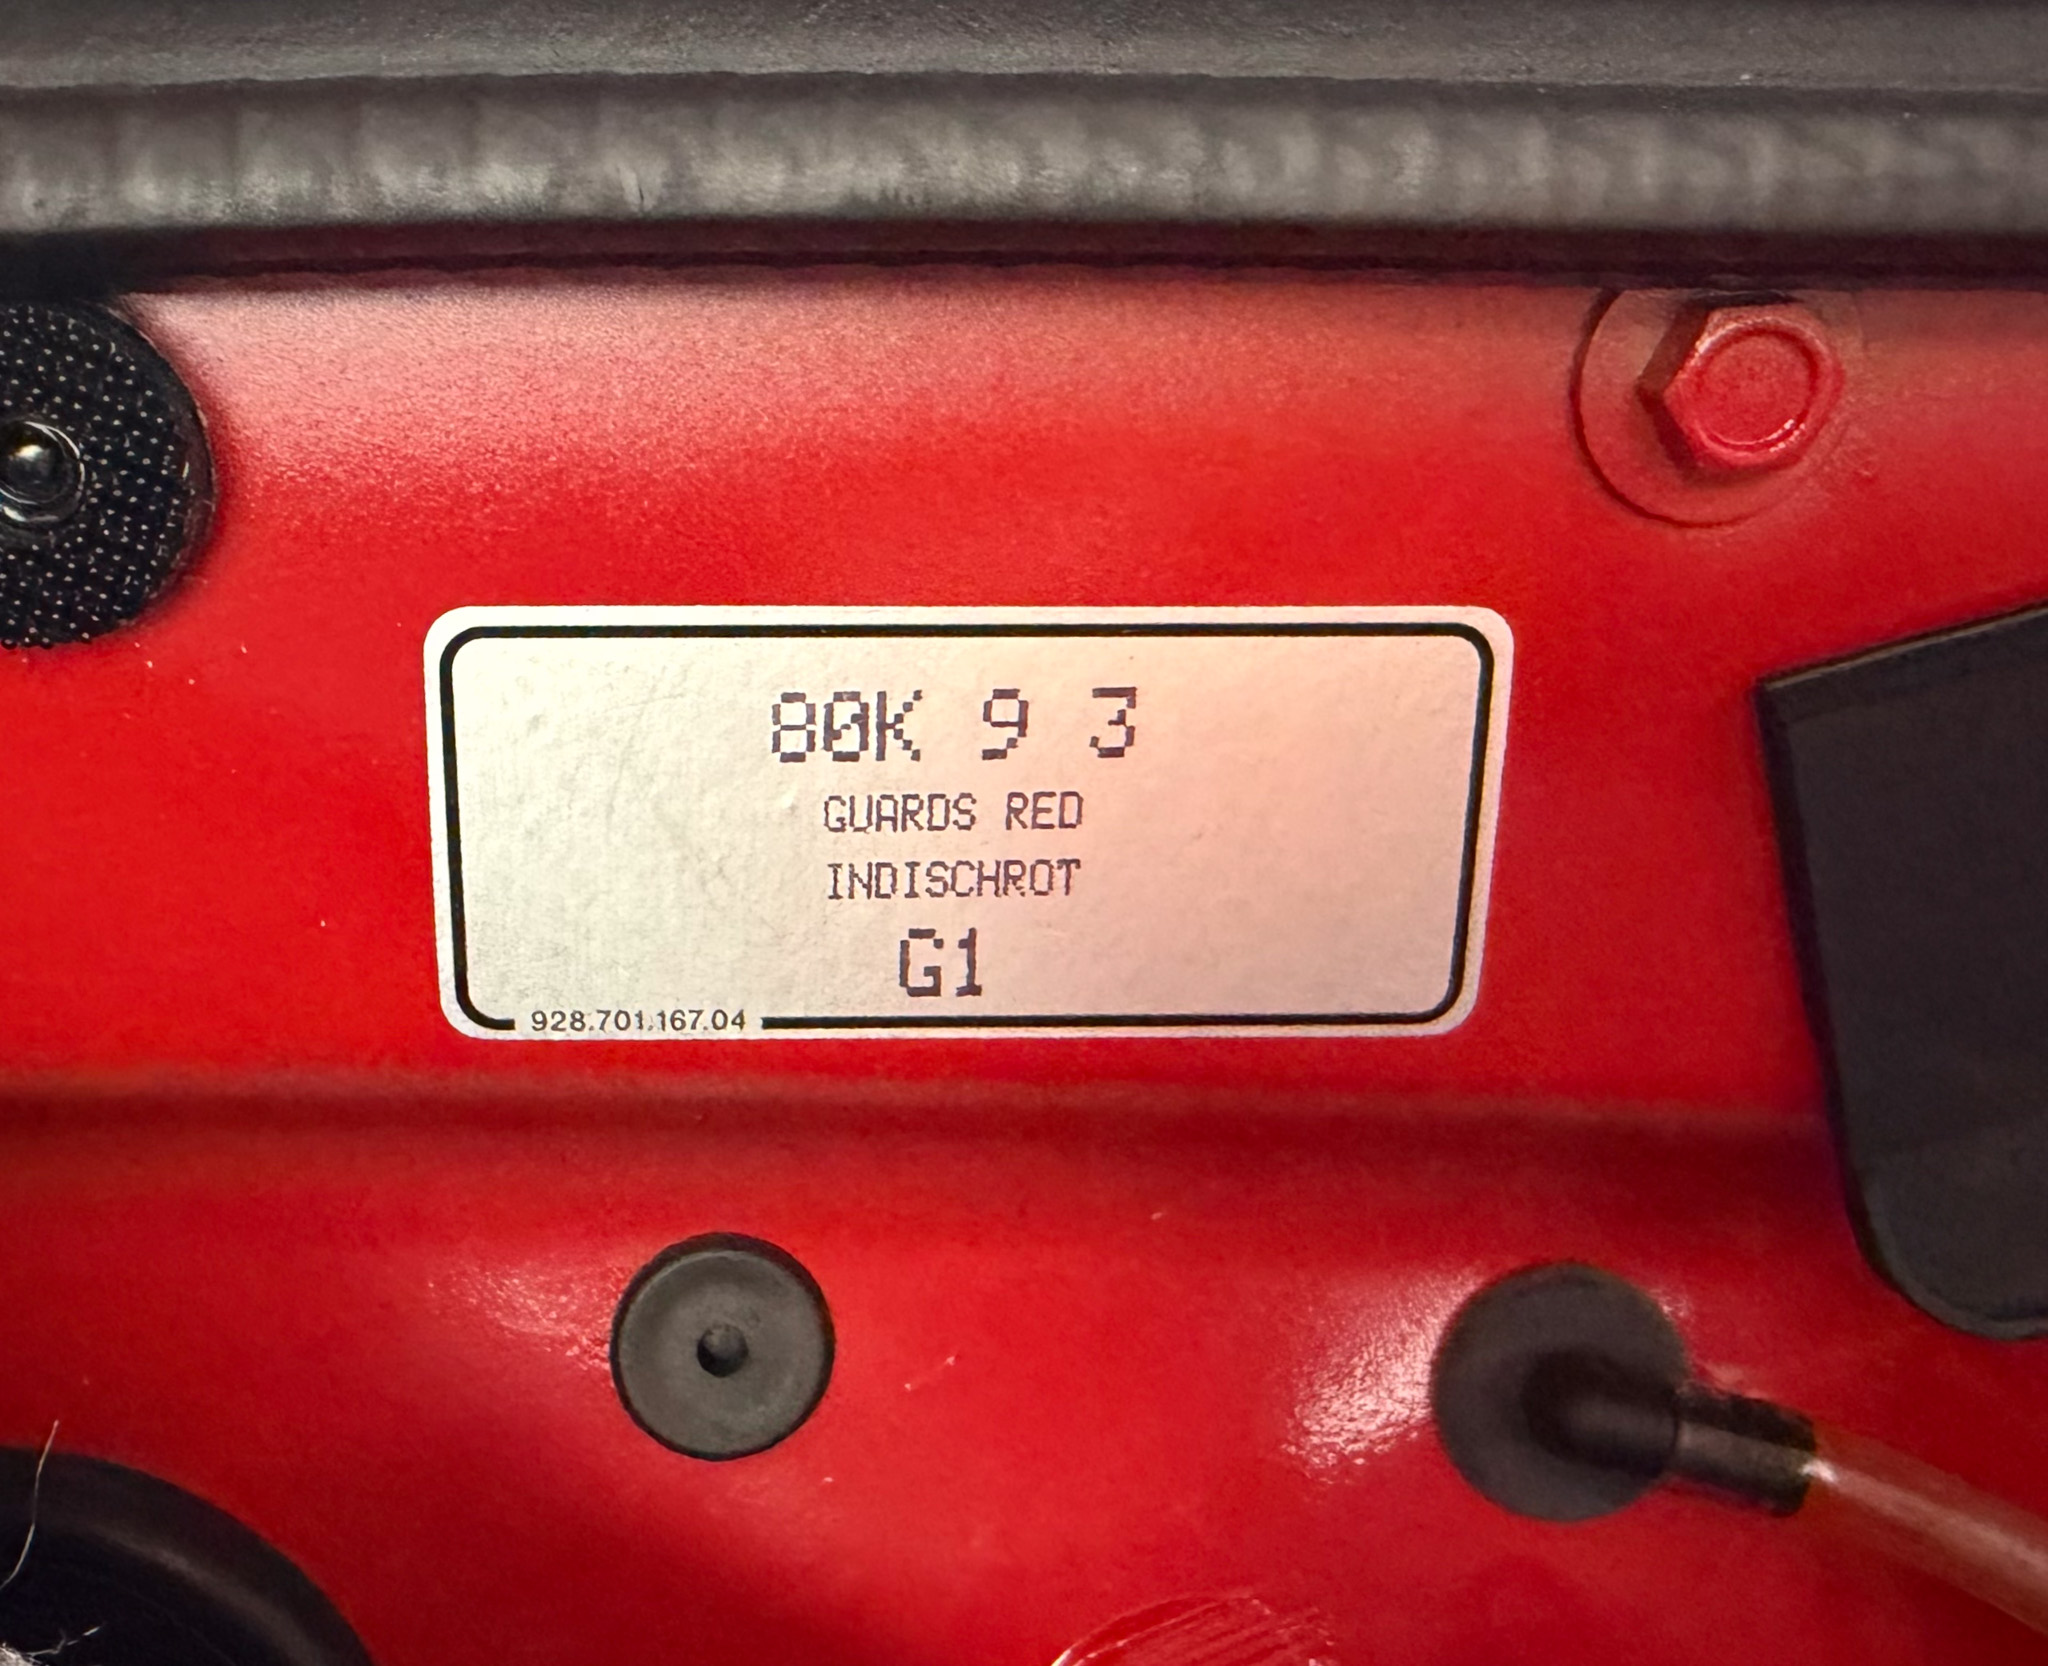 80K 9 3
GUARDS RED
INDISCHROT
G1
928.701.167.04